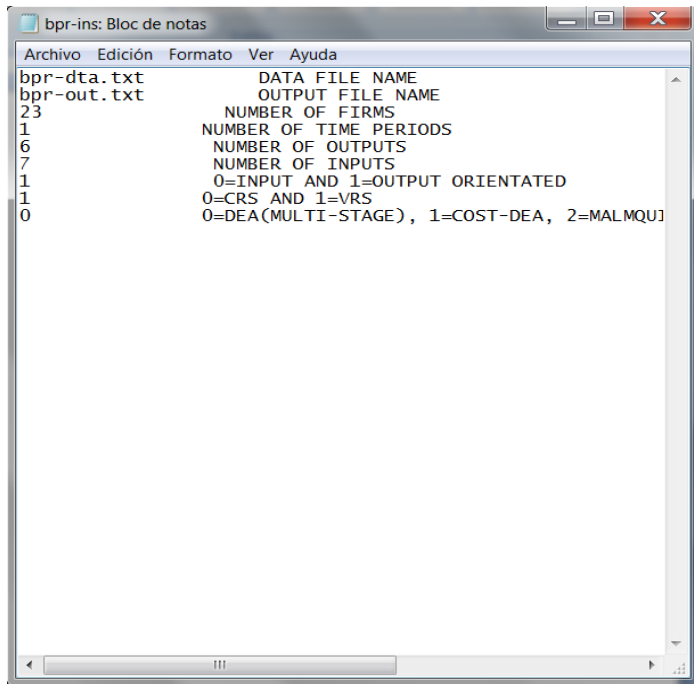 bpr-ins: Bloc de notas
Archivo Edición Formato Ver Ayuda
bpr-dta.txt DATA FILE NAME
bpr-out.txt OUTPUT FILE NAME
23 NUMBER OF FIRMS
1 NUMBER OF TIME PERIODS
6 NUMBER OF OUTPUTS
7 NUMBER OF INPUTS
1 0=INPUT AND 1=OUTPUT ORIENTATED
1 0=CRS AND 1=VRS
0 0=DEA(MULTI-STAGE), 1=COST-DEA, 2=MALMQUI